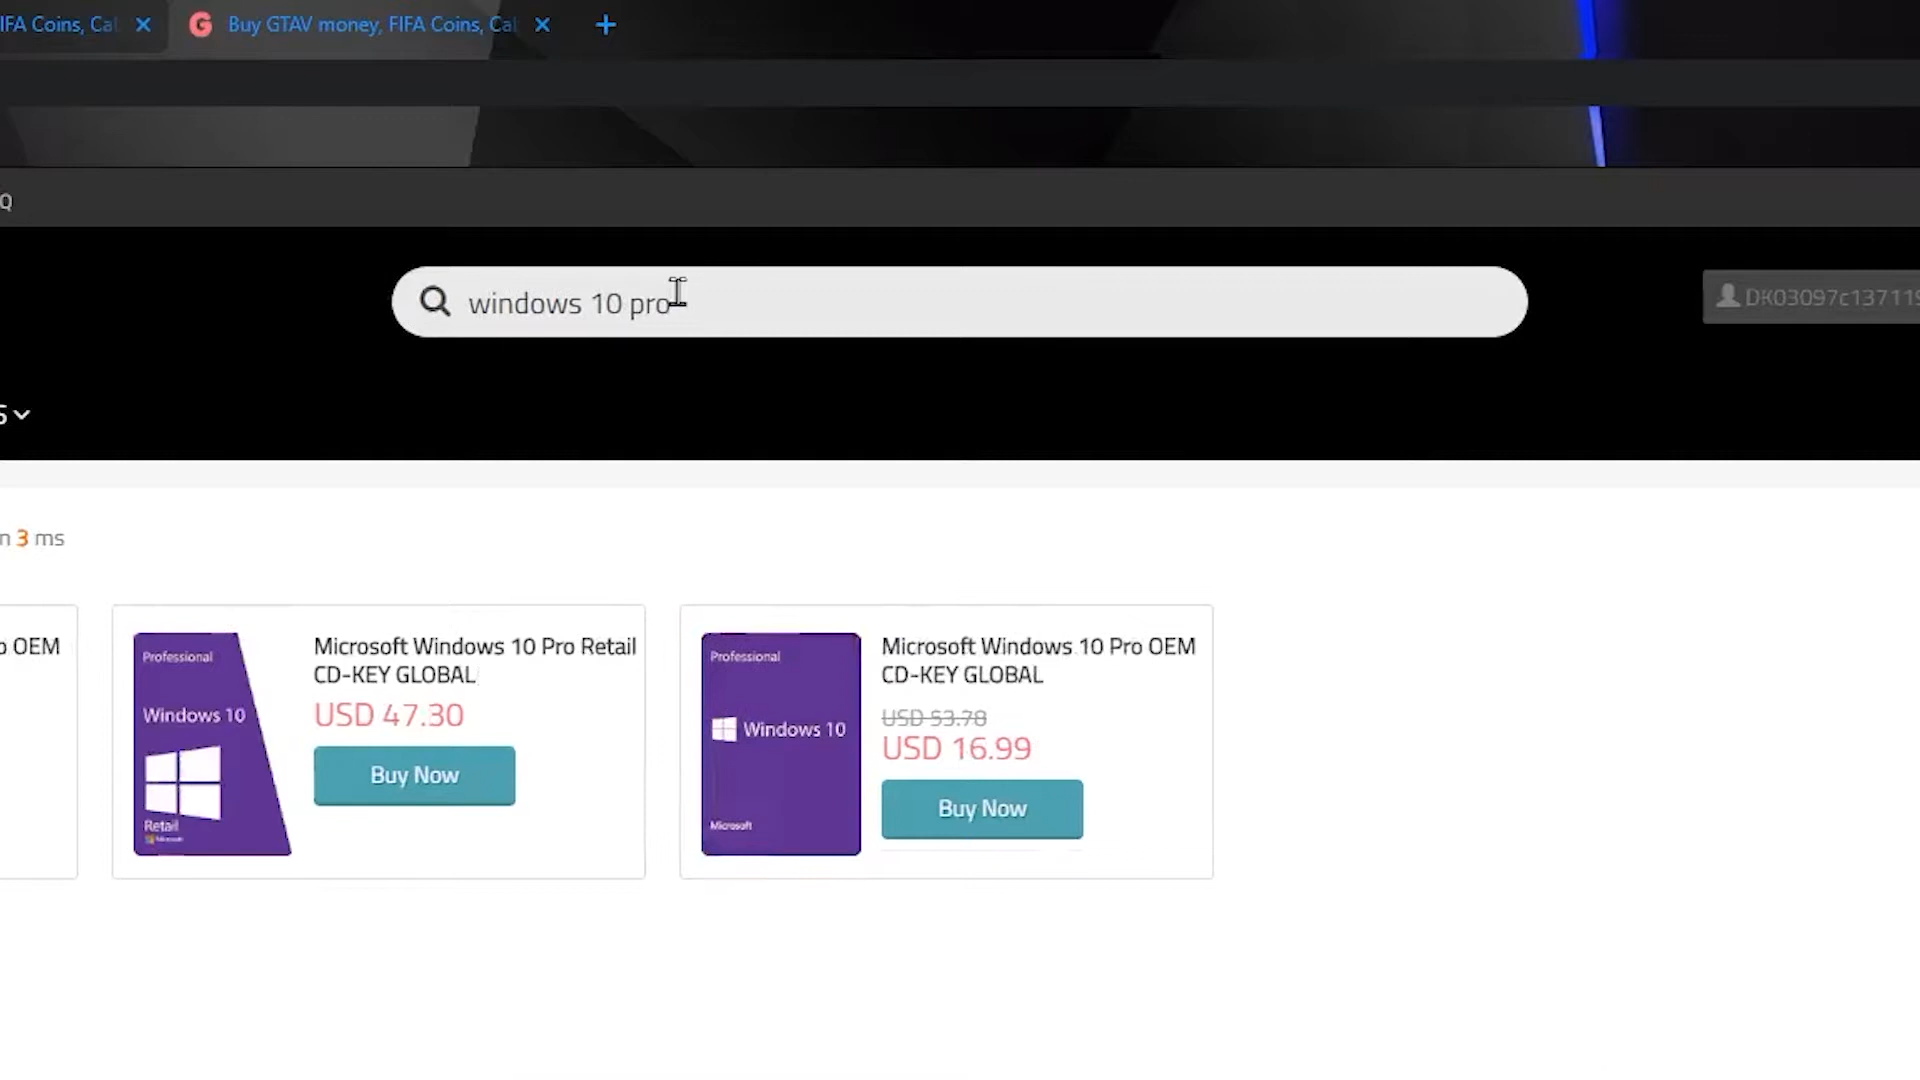 IFA Coins, Cal
Buy GTAV money, FIFA Coins, Cal
Q
windows 10 pro
DK03097c137119
S
n 3 ms
o OEM
Professional
Windows 10
Retail
Microsoft
Microsoft Windows 10 Pro Retail
CD-KEY GLOBAL
USD 47.30
Buy Now
Professional
Windows 10
Microsoft
Microsoft Windows 10 Pro OEM
CD-KEY GLOBAL
USD 53.78
USD 16.99
Buy Now